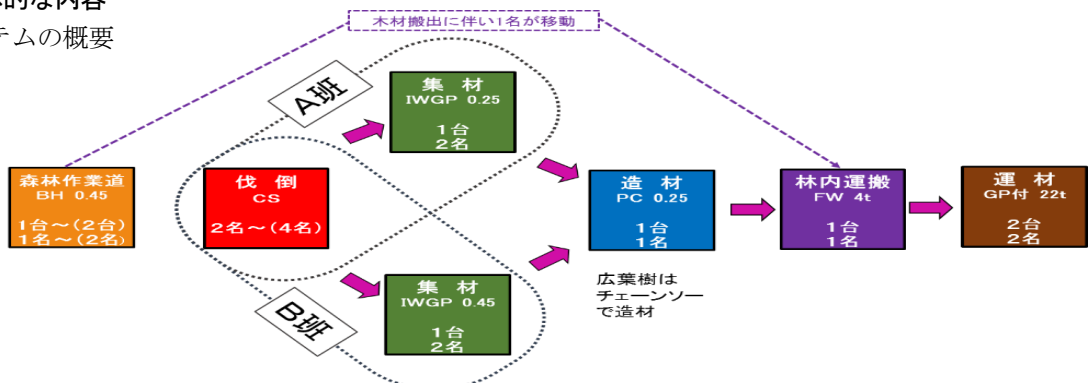 的な内容
テムの概要
木材搬出に伴い1名が移動
A班
集 材
IWGP 0.25
1台
2名
森林作業道
BH 0.45
1台～(2台)
1名～(2名)
伐 倒
CS
2名～(4名)
造 材
PC 0.25
1台
1名
林内運搬
FW 4t
1台
1名
運 材
GP付 22t
2台
2名
B班
集 材
IWGP 0.45
1台
2名
広葉樹は
チェーンソー
で造材